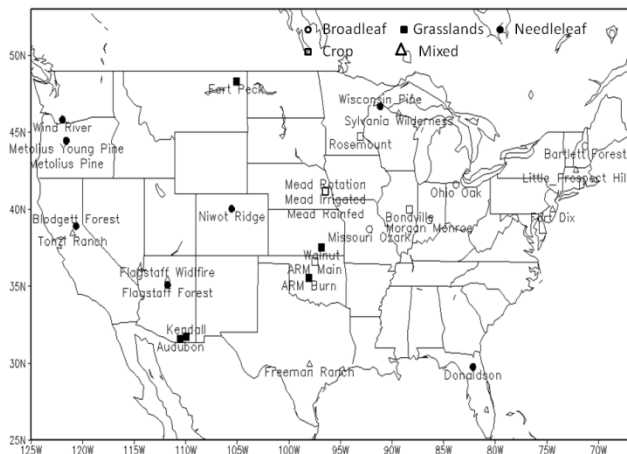 Broadleaf Grasslands Needleleaf
Crop Mixed
50N
Fort Peck
Wisconsin Pine
Wind River
Sylvania Wilderness
45N
Metolius Young Pine
Rosemount
Metolius Pine
Bartlett Forest
Mead Rotation
Little_Prospect Hill
Mead Irrigated
Ohio Oak
40N
Niwot Ridge
Mead Rainfed
Blodgett Forest
Bondville
Fort Dix
Tonzi Ranch
Missouri Ozark
Morgan Monroe
Walnut
Flagstaff Wildfire
ARM Main
35N
Flagstaff Forest
ARM Burn
Kendall
Audubon
30N
Freeman Ranch
Donaldson
25N
125W 120W 115W 110W 105W 100W 95W 90W 85W 80W 75W 70W